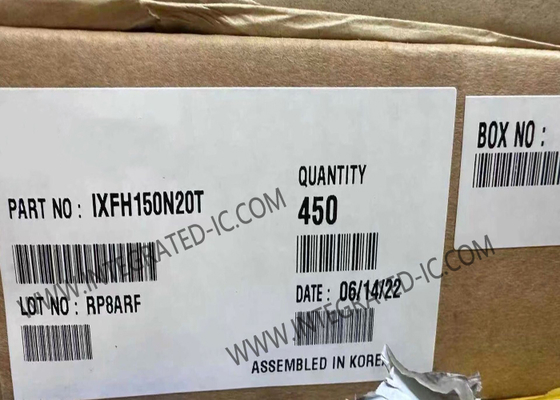 PART NO : IXFH150N20T
QUANTITY
450
LOT NO : RP8ARF
DATE : 06/14/22
ASSEMBLED IN KOREA
BOX NO :
WWW.INTEGRATED-IC.COM
WWW.INTEGRATED-IC.COM